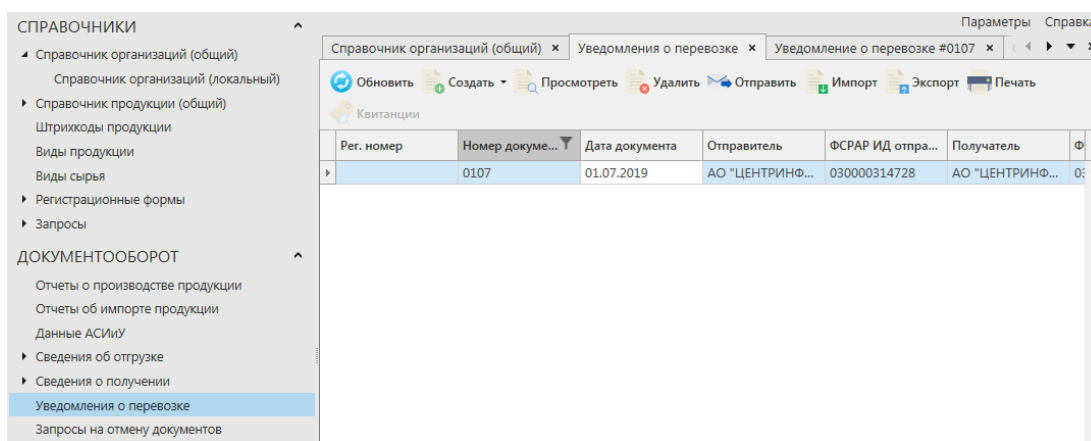 СПРАВОЧНИКИ
Справочник организаций (общий)
Справочник организаций (локальный)
Справочник продукции (общий)
Штрихкоды продукции
Виды продукции
Виды сырья
Регистрационные формы
Запросы
ДОКУМЕНТООБОРОТ
Отчеты о производстве продукции
Отчеты об импорте продукции
Данные АСИиУ
Сведения об отгрузке
Сведения о получении
Уведомления о перевозке
Запросы на отмену документов
Параметры Справка
Справочник организаций (общий) × Уведомления о перевозке × Уведомление о перевозке #0107 ×
Обновить Создать Просмотреть Удалить Отправить Импорт Экспорт Печать
Квитанции
Рег. номер Номер докуме... Дата документа Отправитель ФСРАР ИД отпра... Получатель
0107 01.07.2019 АО "ЦЕНТРИНФ... 030000314728 АО "ЦЕНТРИНФ...